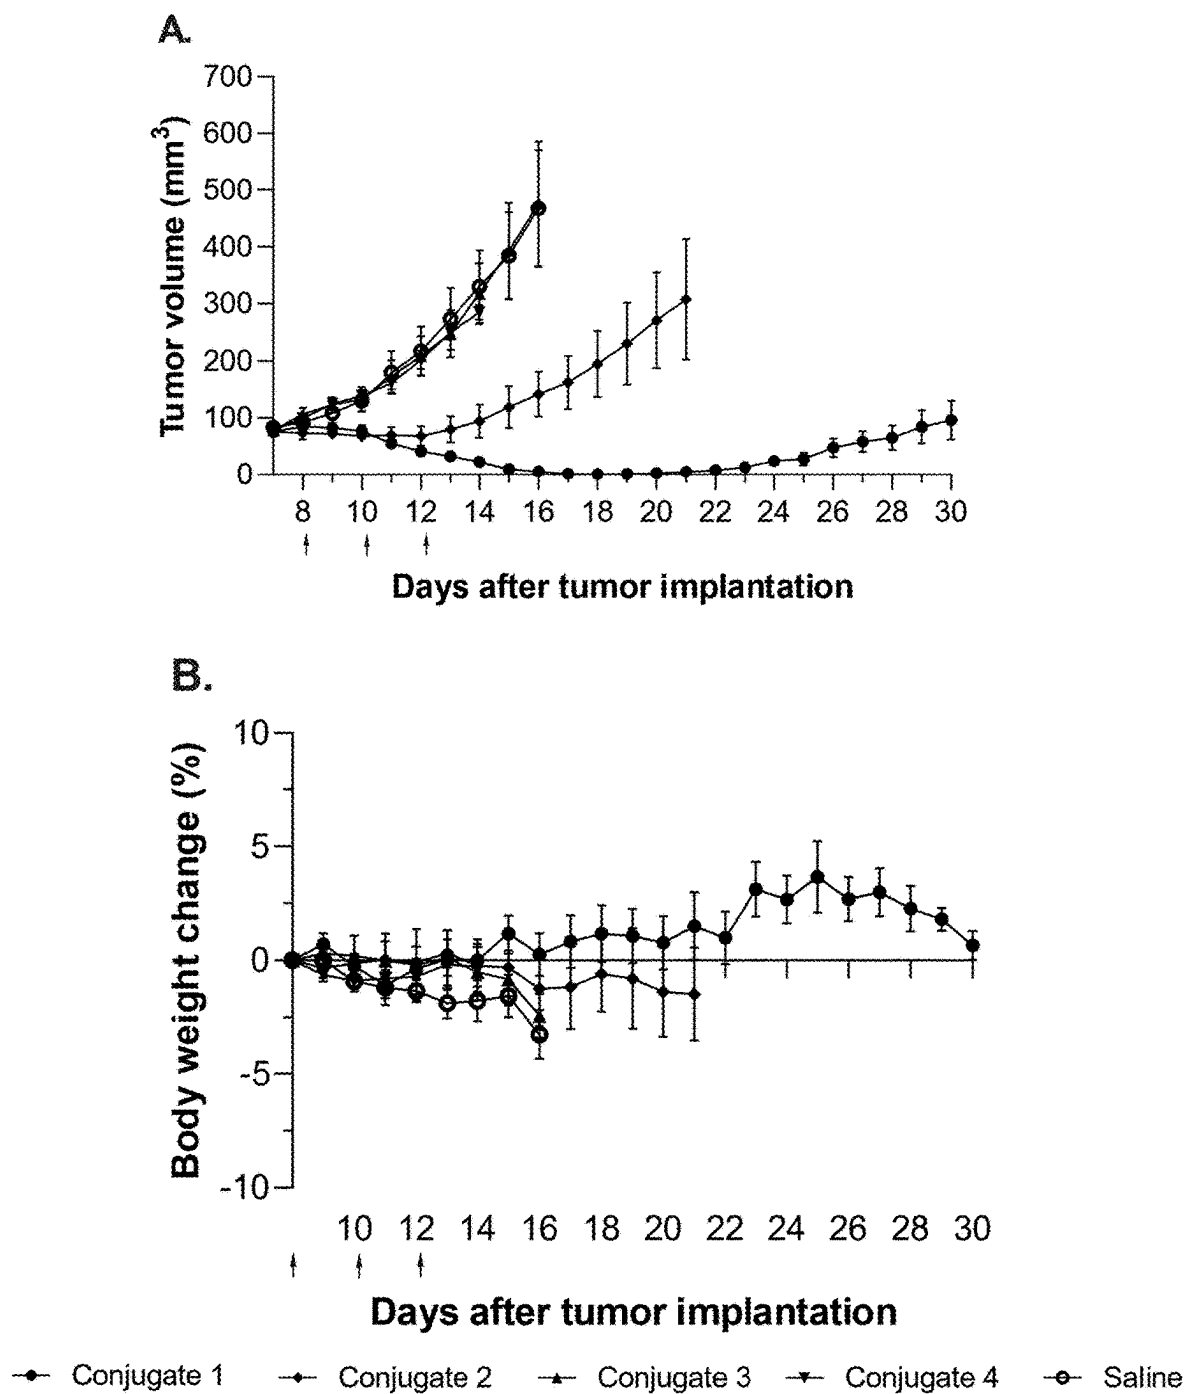 A.
700
600
500
400
300
200
100
0
Tumor volume (mm³)
8 10 12 14 16 18 20 22 24 26 28 30
Days after tumor implantation
B.
10
5
0
-5
-10
Body weight change (%)
10 12 14 16 18 20 22 24 26 28 30
Days after tumor implantation
Conjugate 1 Conjugate 2 Conjugate 3 Conjugate 4 Saline